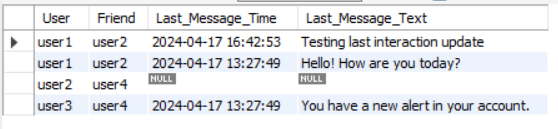 User Friend Last_Message_Time Last_Message_Text
user1 user2 2024-04-17 16:42:53 Testing last interaction update
user1 user2 2024-04-17 13:27:49 Hello! How are you today?
user2 user4 NULL NULL
user3 user4 2024-04-17 13:27:49 You have a new alert in your account.